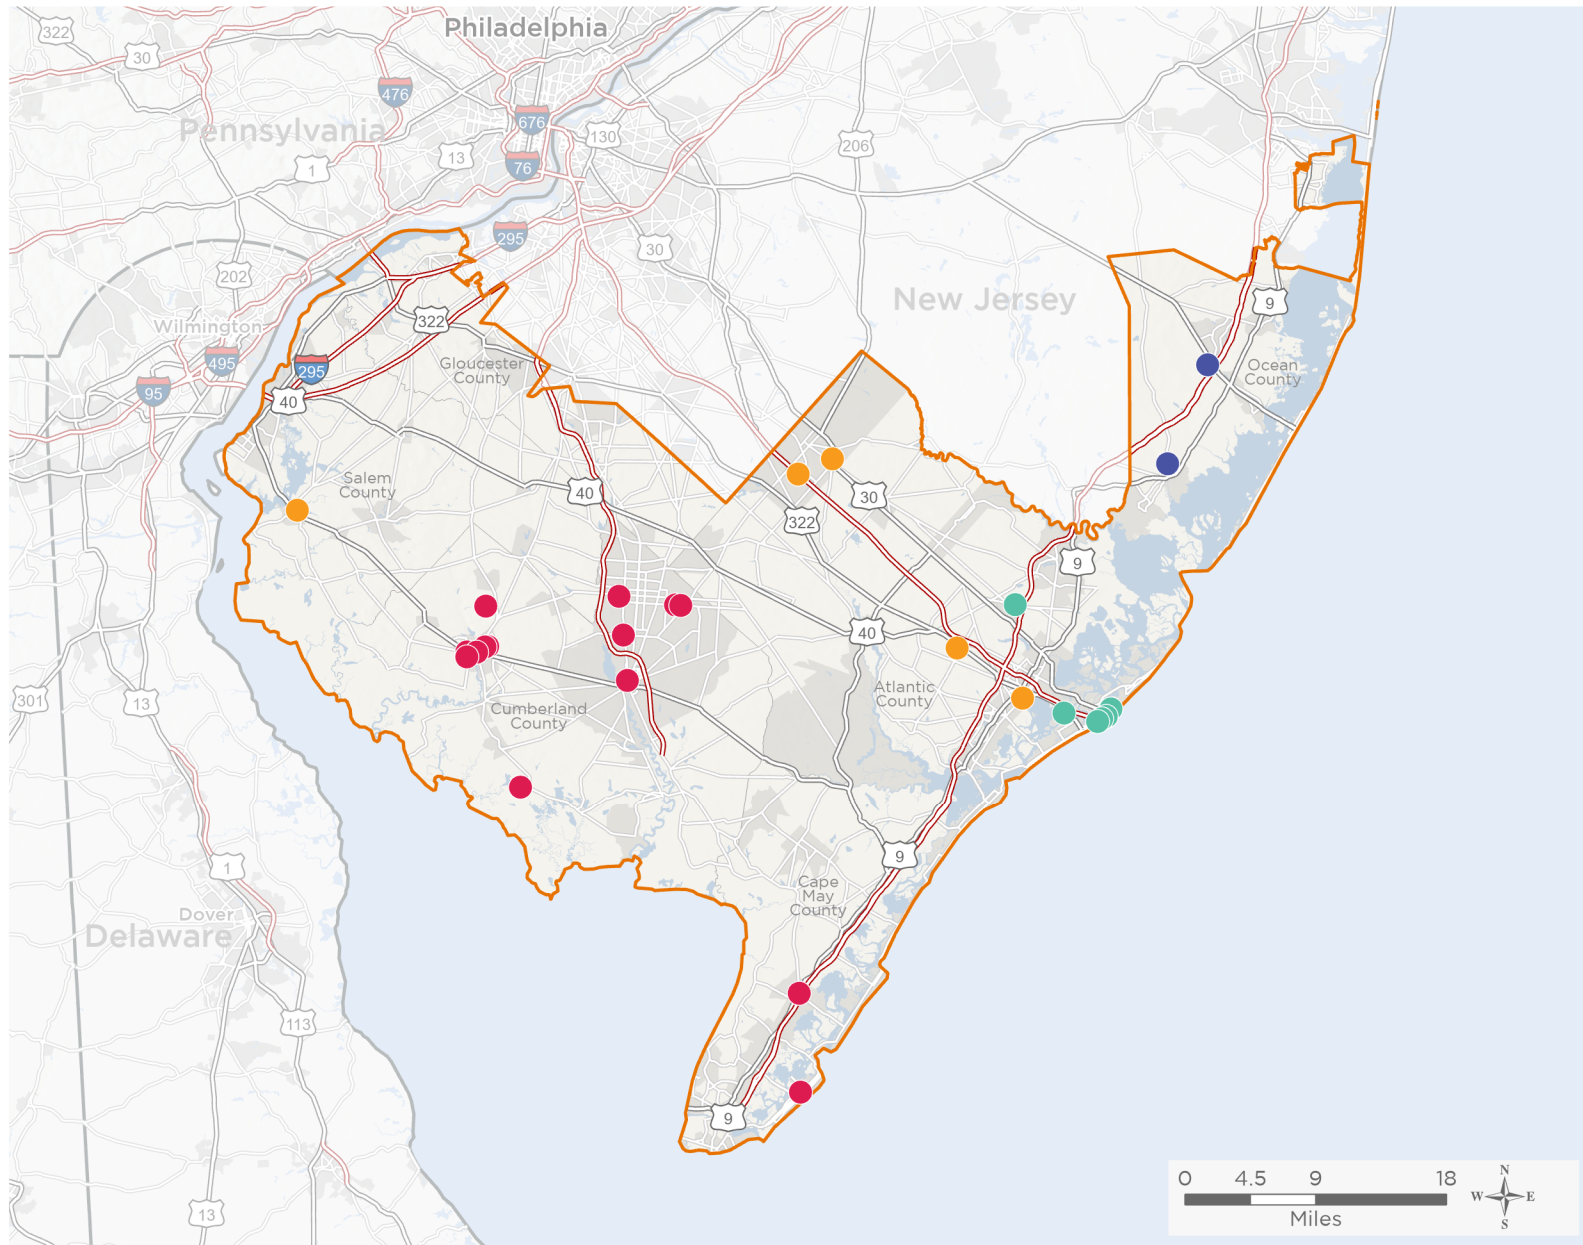 Philadelphia
322
30
476
Pennsylvania
676
130
13
76
206
1
295
30
202
New Jersey
9
322
Wilmington
495
Gloucester
County
295
95
40
Ocean
County
Salem
County
40
30
322
9
40
301
13
Atlantic
County
Cumberland
County
9
1
Cape
May
County
Dover
Delaware
113
9
13
0 4.5 9 18
Miles
N
W E
S